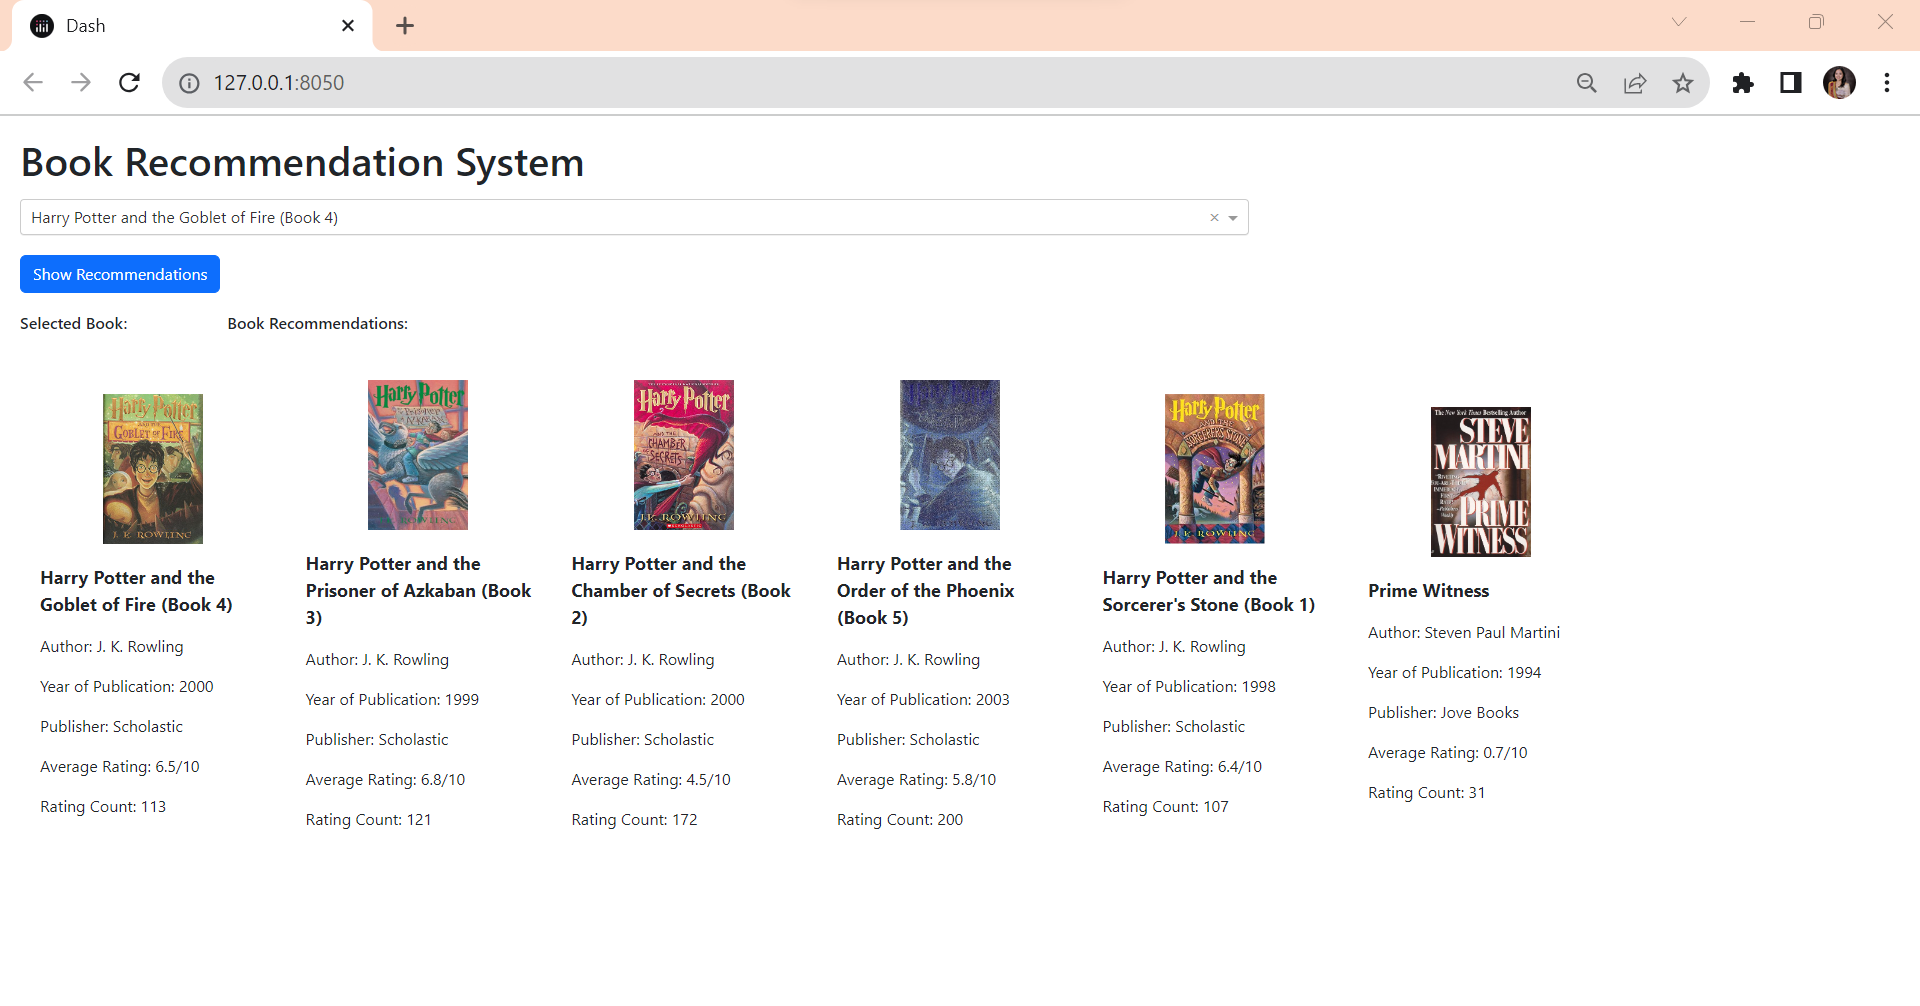 Dash
127.0.0.1:8050
Book Recommendation System
Harry Potter and the Goblet of Fire (Book 4)
Show Recommendations
Selected Book:
Book Recommendations:
Harry Potter
AND THE
GOBLET OF FIRE
J. K. ROWLING
Harry Potter and the
Goblet of Fire (Book 4)
Author: J. K. Rowling
Year of Publication: 2000
Publisher: Scholastic
Average Rating: 6.5/10
Rating Count: 113
Harry Potter
PRISONER
AZKABAN
ROWLING
Harry Potter and the
Prisoner of Azkaban (Book
3)
Author: J. K. Rowling
Year of Publication: 1999
Publisher: Scholastic
Average Rating: 6.8/10
Rating Count: 121
Harry Potter
AND THE
CHAMBER
OF SECRETS
J.K. ROWLING
SCHOLASTIC
Harry Potter and the
Chamber of Secrets (Book
2)
Author: J. K. Rowling
Year of Publication: 2000
Publisher: Scholastic
Average Rating: 4.5/10
Rating Count: 172
Harry Potter and the
Order of the Phoenix
(Book 5)
Author: J. K. Rowling
Year of Publication: 2003
Publisher: Scholastic
Average Rating: 5.8/10
Rating Count: 200
Harry Potter
AND THE
SORCERER'S STONE
J. K. ROWLING
Harry Potter and the
Sorcerer's Stone (Book 1)
Author: J. K. Rowling
Year of Publication: 1998
Publisher: Scholastic
Average Rating: 6.4/10
Rating Count: 107
The New York Times Bestselling Author
STEVE
MARTINI
PRIME
WITNESS
Prime Witness
Author: Steven Paul Martini
Year of Publication: 1994
Publisher: Jove Books
Average Rating: 0.7/10
Rating Count: 31